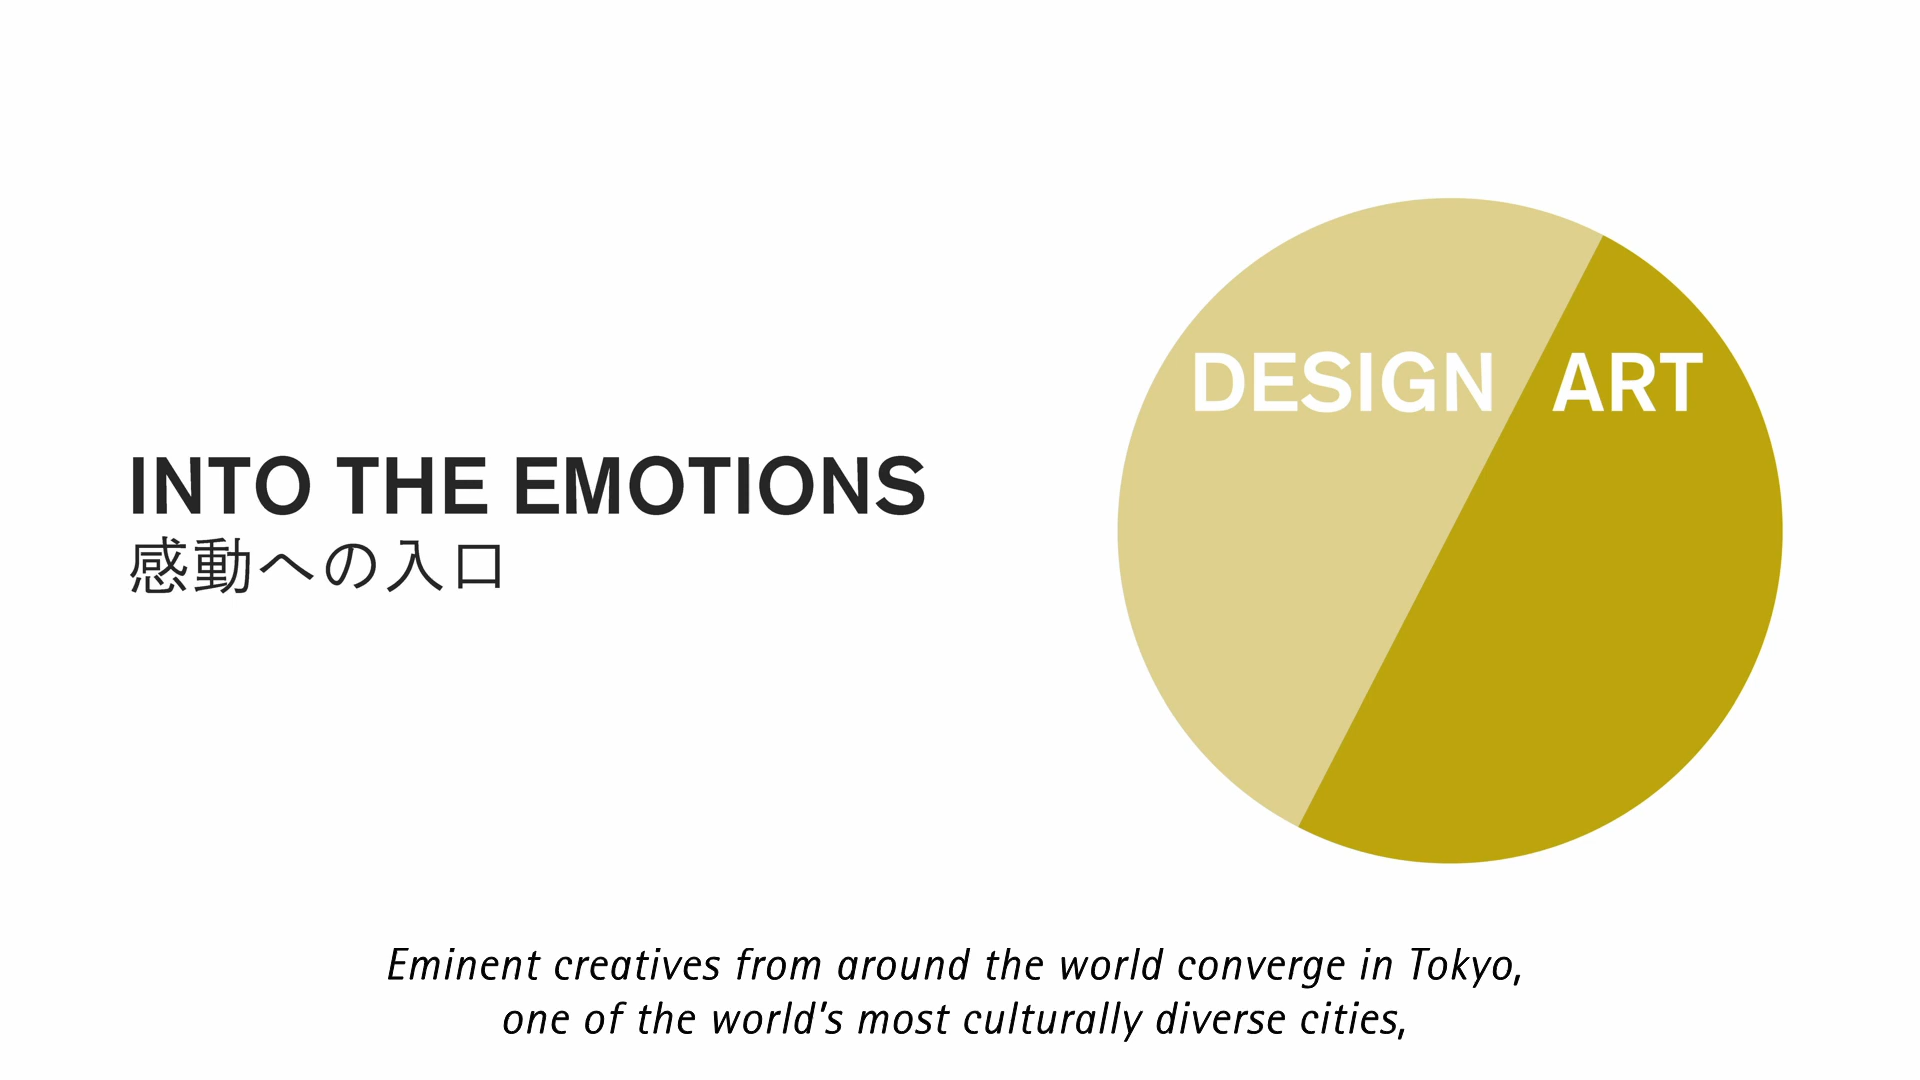 INTO THE EMOTIONS
感動への入口
DESIGN ART
Eminent creatives from around the world converge in Tokyo,
one of the world's most culturally diverse cities,